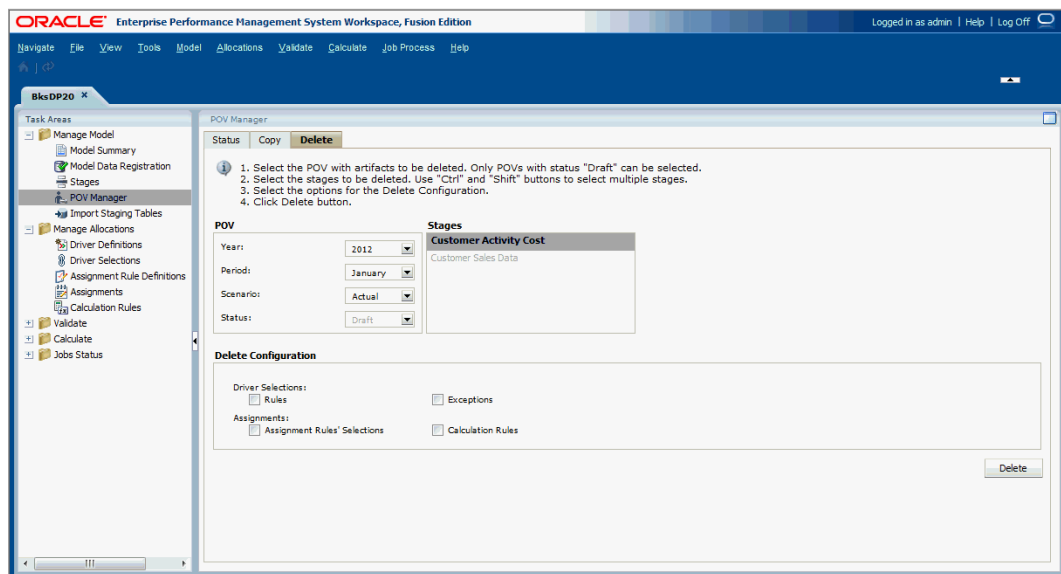 ORACLE Enterprise Performance Management System Workspace, Fusion Edition
Logged in as admin | Help | Log Off
Navigate File View Tools Model Allocations Validate Calculate Job Process Help
BksDP20
Task Areas
Manage Model
Model Summary
Model Data Registration
Stages
POV Manager
Import Staging Tables
Manage Allocations
Driver Definitions
Driver Selections
Assignment Rule Definitions
Assignments
Calculation Rules
Validate
Calculate
Jobs Status
POV Manager
Status Copy Delete
1. Select the POV with artifacts to be deleted. Only POVs with status "Draft" can be selected.
2. Select the stages to be deleted. Use "Ctrl" and "Shift" buttons to select multiple stages.
3. Select the options for the Delete Configuration.
4. Click Delete button.
POV
Year: 2012
Period: January
Scenario: Actual
Status: Draft
Stages
Customer Activity Cost
Customer Sales Data
Delete Configuration
Driver Selections:
Rules Exceptions
Assignments:
Assignment Rules' Selections Calculation Rules
Delete